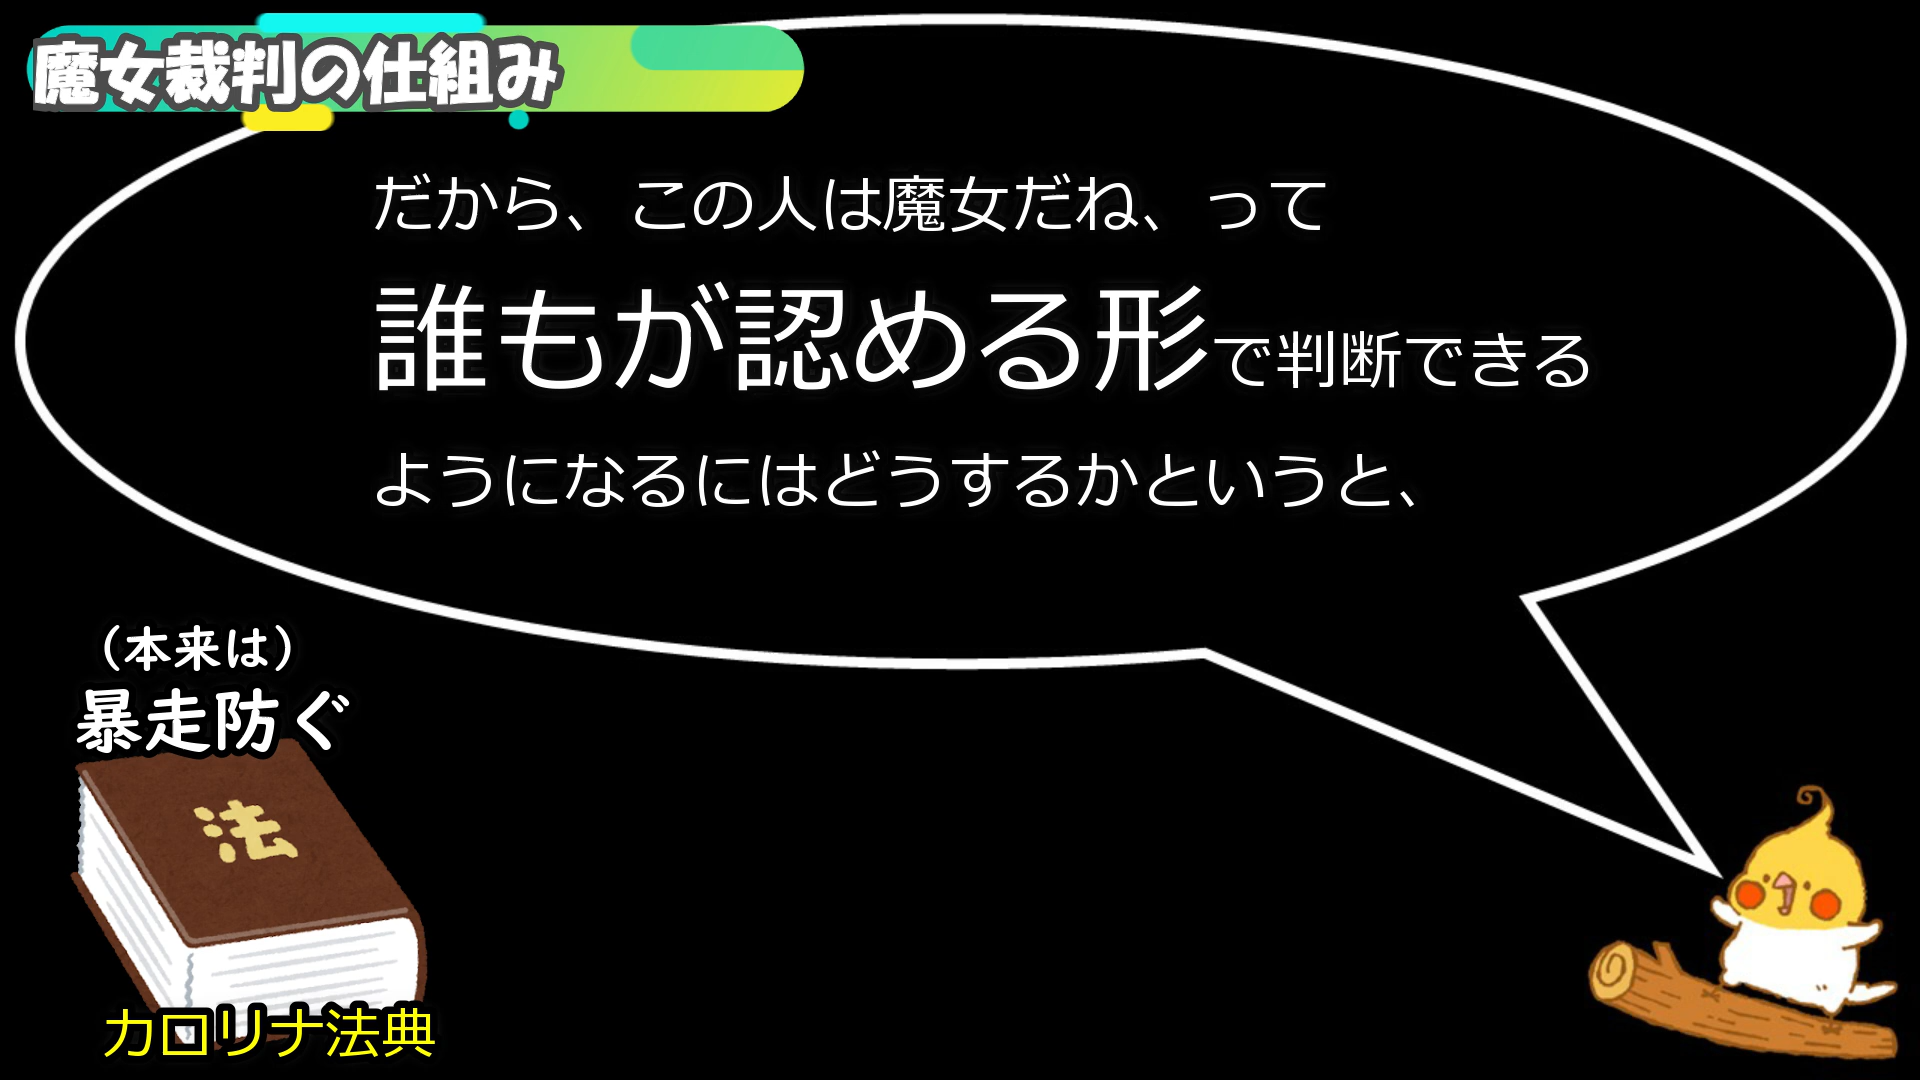 魔女裁判の仕組み
だから、この人は魔女だね、って
誰もが認める形で判断できる
ようになるにはどうするかというと、
（本来は）
暴走防ぐ
法
カロリナ法典